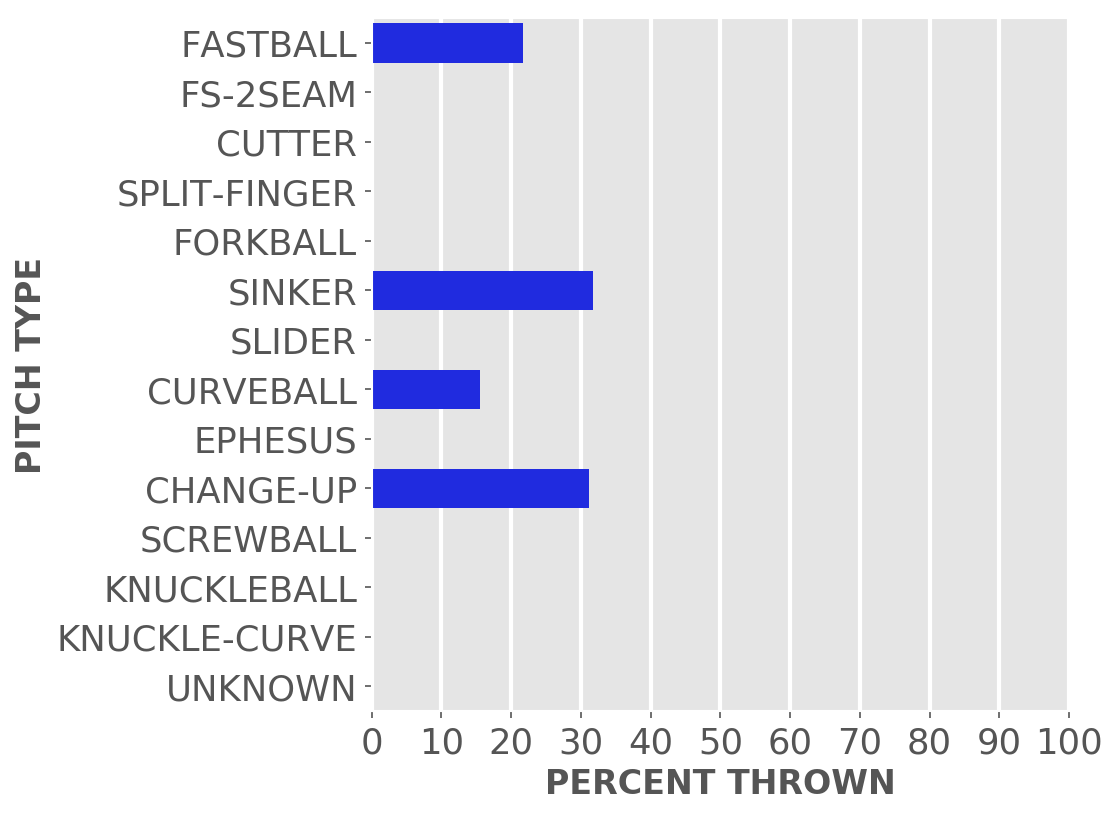 FASTBALL
FS-2SEAM
CUTTER
SPLIT-FINGER
FORKBALL
SINKER
SLIDER
CURVEBALL
EPHESUS
CHANGE-UP
SCREWBALL
KNUCKLEBALL
KNUCKLE-CURVE
UNKNOWN
PITCH TYPE
0 10 20 30 40 50 60 70 80 90 100
PERCENT THROWN